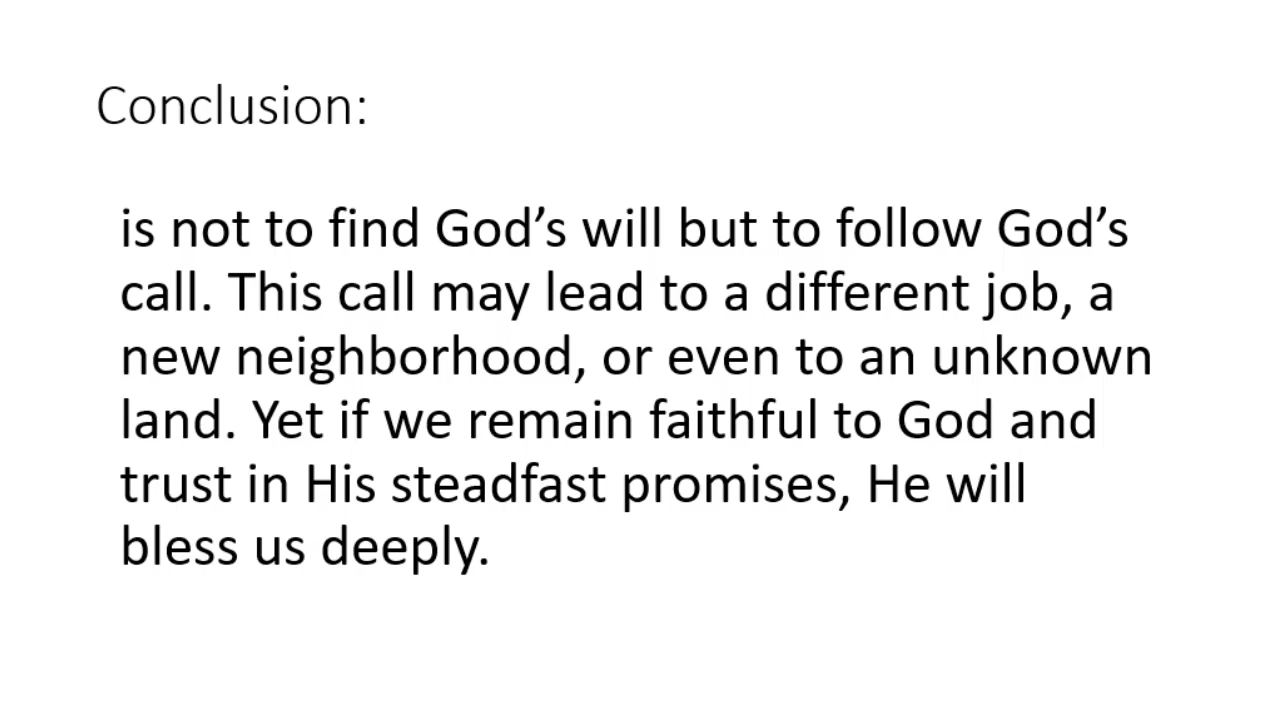 Conclusion:
is not to find God’s will but to follow God’s
call. This call may lead to a different job, a
new neighborhood, or even to an unknown
land. Yet if we remain faithful to God and
trust in His steadfast promises, He will
bless us deeply.